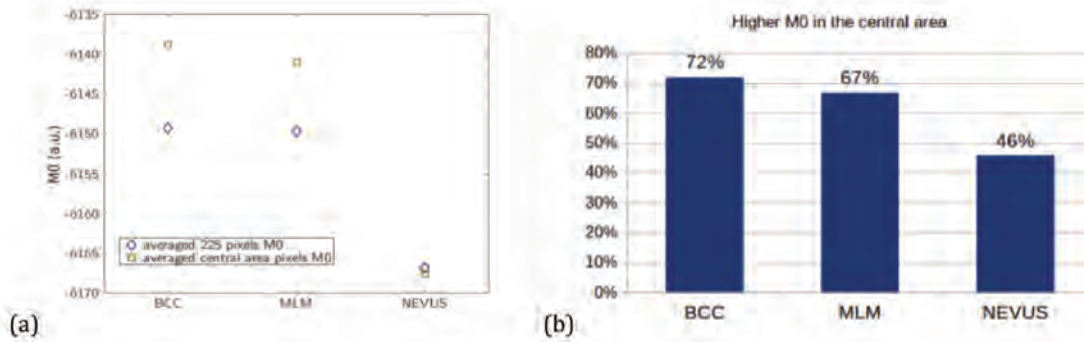 -6135
-6140
-6145
-6150
-6155
-6160
-6165
-6170
M0 (a.u.)
averaged 225 pixels M0
averaged central area pixels M0
BCC MLM NEVUS
(a)
Higher M0 in the central area
80%
70%
60%
50%
40%
30%
20%
10%
0%
72%
67%
46%
BCC MLM NEVUS
(b)